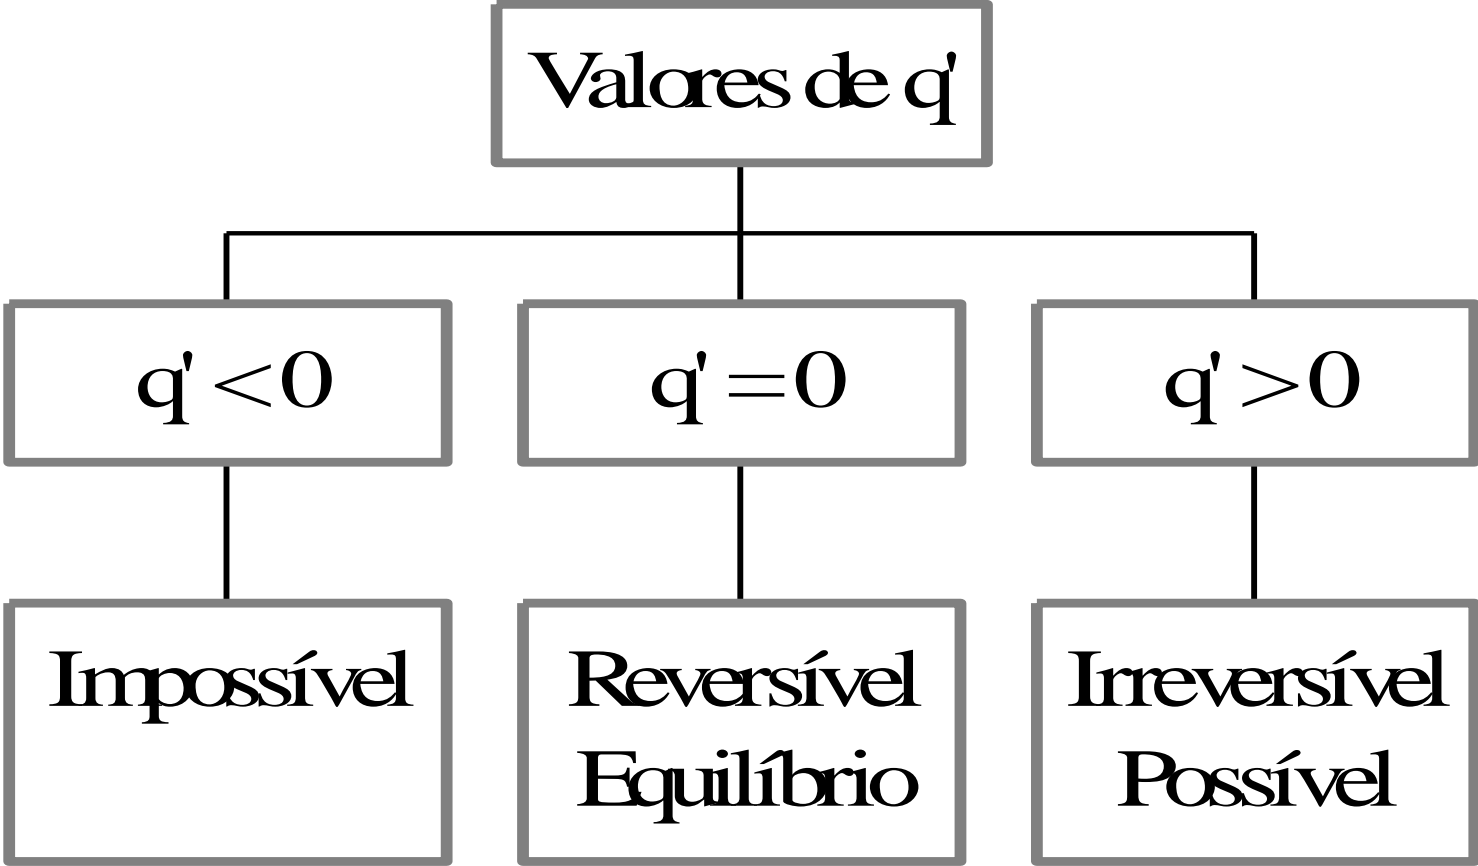 Valores de q'
q' < 0
q' = 0
q' > 0
Impossível
Reversível
Equilíbrio
Irreversível
Possível